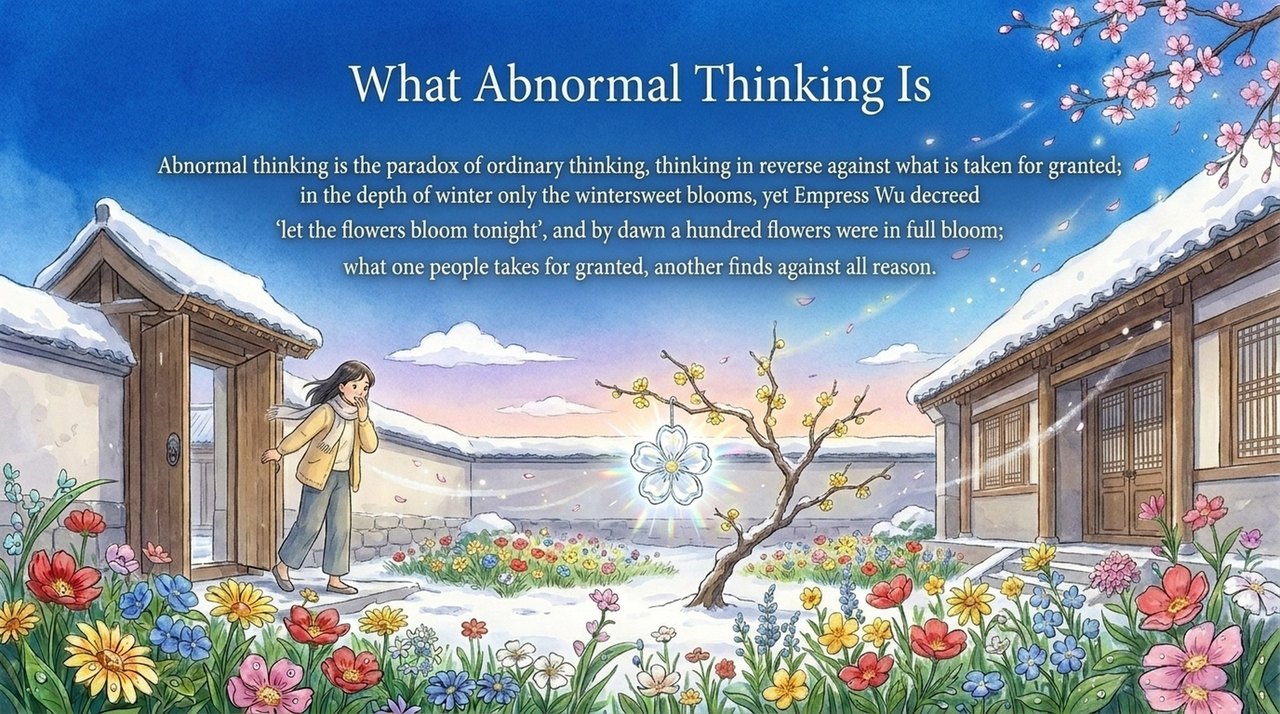 What Abnormal Thinking Is
Abnormal thinking is the paradox of ordinary thinking, thinking in reverse against what is taken for granted;
in the depth of winter only the wintersweet blooms, yet Empress Wu decreed
‘let the flowers bloom tonight’, and by dawn a hundred flowers were in full bloom;
what one people takes for granted, another finds against all reason.